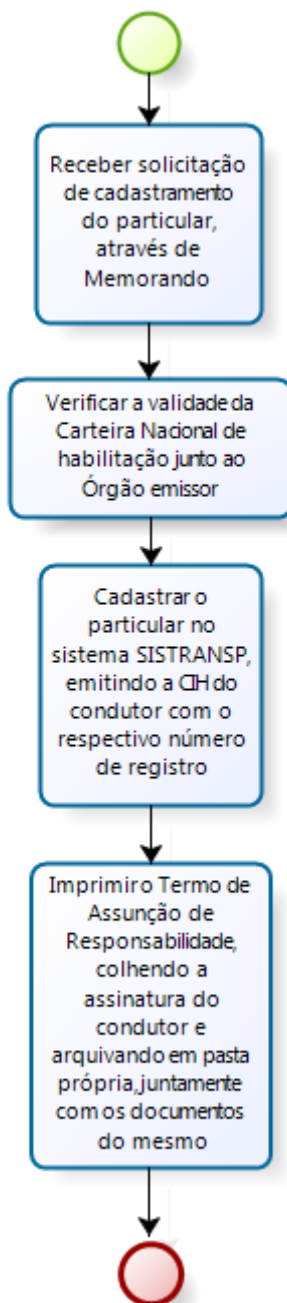 Receber solicitação
de cadastramento
do particular,
através de
Memorando
Verificar a validade da
Carteira Nacional de
habilitação junto ao
Órgão emissor
Cadastrar o
particular no
sistema SISTRANSP,
emitindo a CIH do
condutor com o
respectivo número
de registro
Imprimir o Termo de
Assunção de
Responsabilidade,
colhendo a
assinatura do
condutor e
arquivando em pasta
própria, juntamente
com os documentos
do mesmo